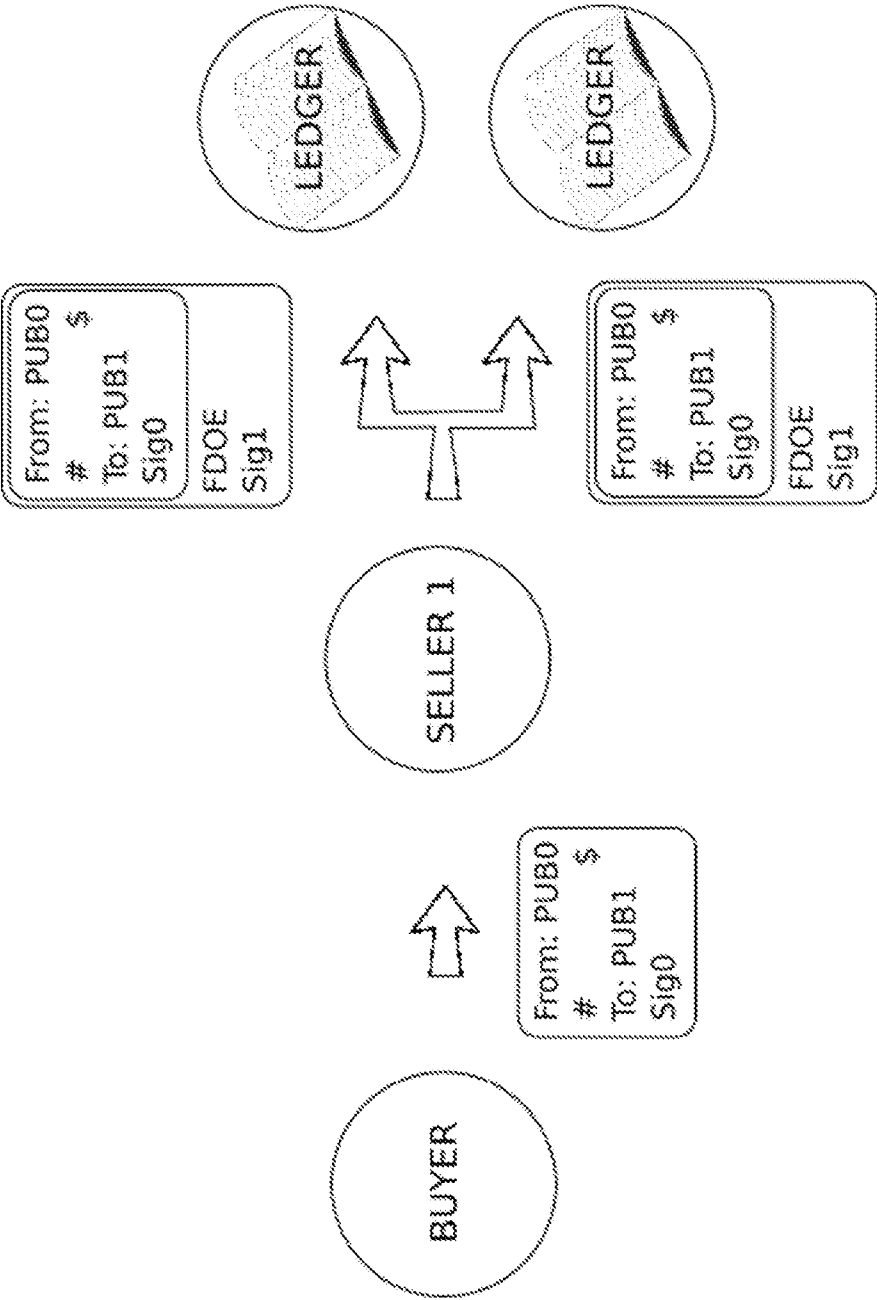 BUYER
From: PUB0
# $
To: PUB1
Sig0
SELLER 1
From: PUB0
# $
To: PUB1
Sig0
FDOE
Sig1
From: PUB0
# $
To: PUB1
Sig0
FDOE
Sig1
LEDGER
LEDGER